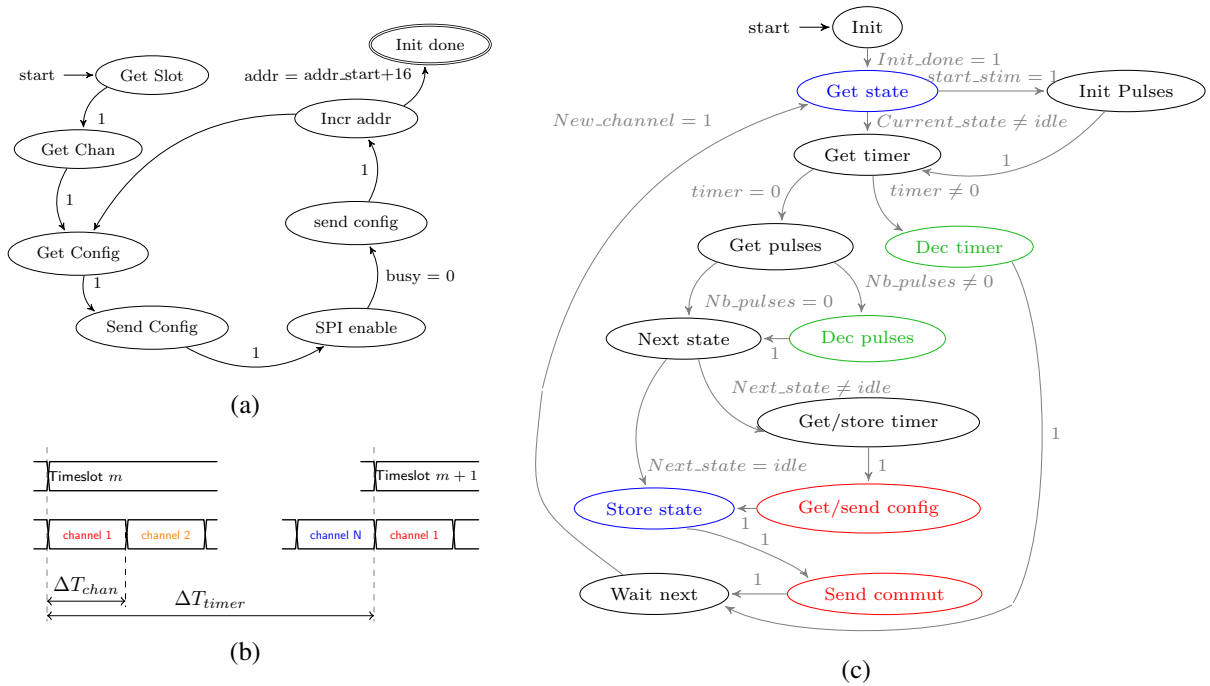 Init done
start
Get Slot
addr = addr_start+16
1
Incr addr
Get Chan
1
1
send config
Get Config
1
busy = 0
Send Config
SPI enable
1
(a)
Timeslot m
Timeslot m + 1
channel 1
channel 2
channel N
channel 1
ΔT_chan
ΔT_timer
(b)
start
Init
Init_done = 1
start_stim = 1
Get state
Init Pulses
New_channel = 1
Current_state ≠ idle
Get timer
1
timer = 0
timer ≠ 0
Get pulses
Dec timer
Nb_pulses ≠ 0
Nb_pulses = 0
Next state
1
Dec pulses
Next_state ≠ idle
Get/store timer
1
Next_state = idle
1
Store state
1
Get/send config
1
1
Wait next
Send commut
(c)